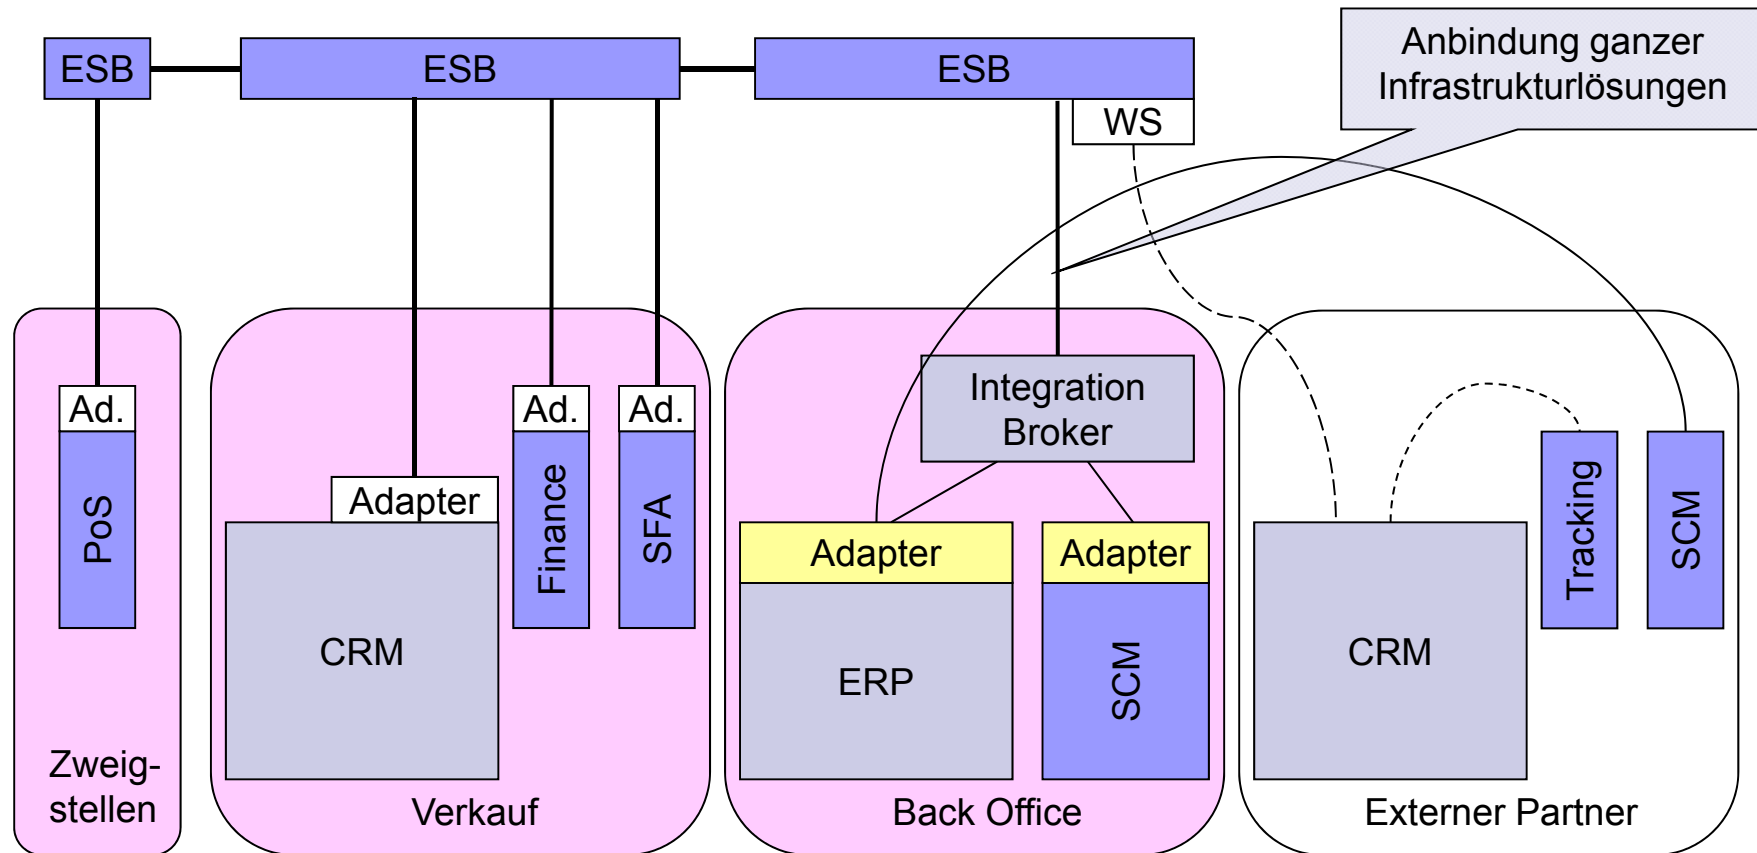 ESB
ESB
ESB
Anbindung ganzer
Infrastrukturlösungen
WS
Ad.
PoS
Zweig-
stellen
Adapter
CRM
Ad.
Finance
Ad.
SFA
Verkauf
Integration
Broker
Adapter
ERP
Adapter
SCM
Back Office
CRM
Tracking
SCM
Externer Partner